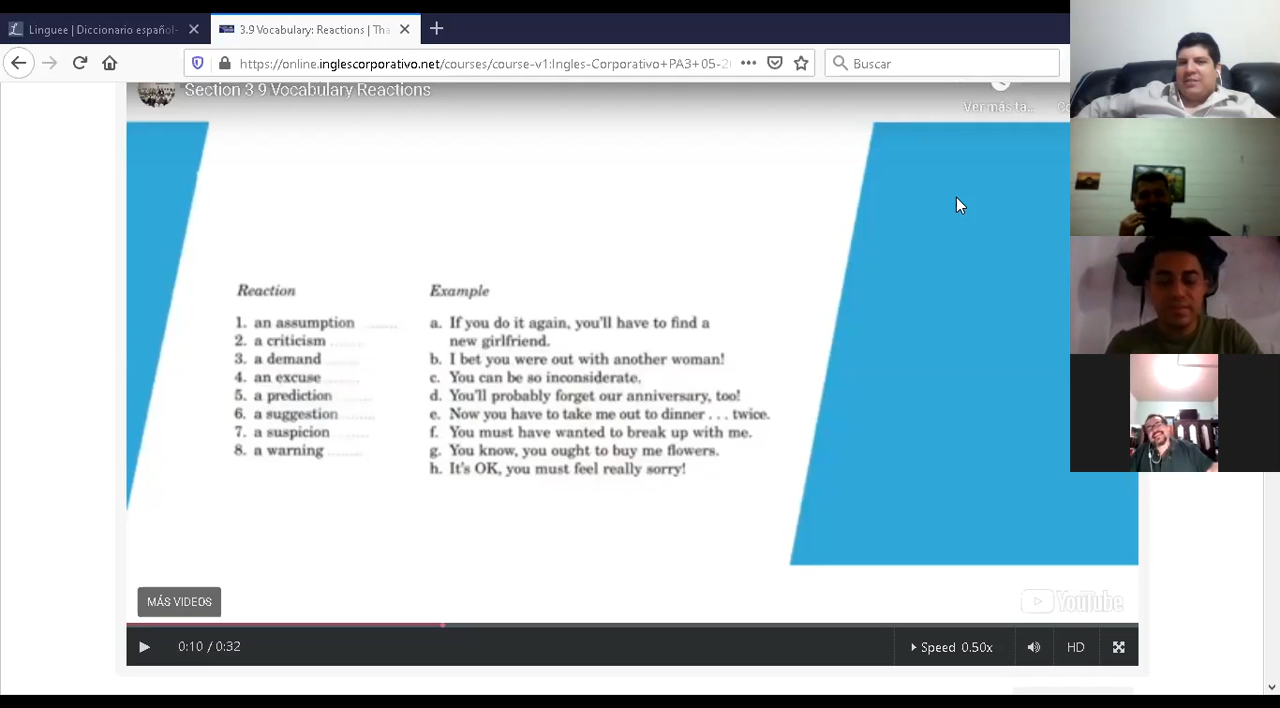 Linguee | Diccionario español-
3.9 Vocabulary: Reactions | Tha
https://online.inglescorporativo.net/courses/course-v1:Ingles-Corporativo+PA3+05-2
Buscar
Section 3 9 Vocabulary Reactions
Ver más ta...
Reaction
1. an assumption
2. a criticism
3. a demand
4. an excuse
5. a prediction
6. a suggestion
7. a suspicion
8. a warning
Example
a. If you do it again, you'll have to find a
new girlfriend.
b. I bet you were out with another woman!
c. You can be so inconsiderate.
d. You'll probably forget our anniversary, too!
e. Now you have to take me out to dinner . . . twice.
f. You must have wanted to break up with me.
g. You know, you ought to buy me flowers.
h. It's OK, you must feel really sorry!
MÁS VIDEOS
YouTube
0:10 / 0:32
Speed 0.50x
HD